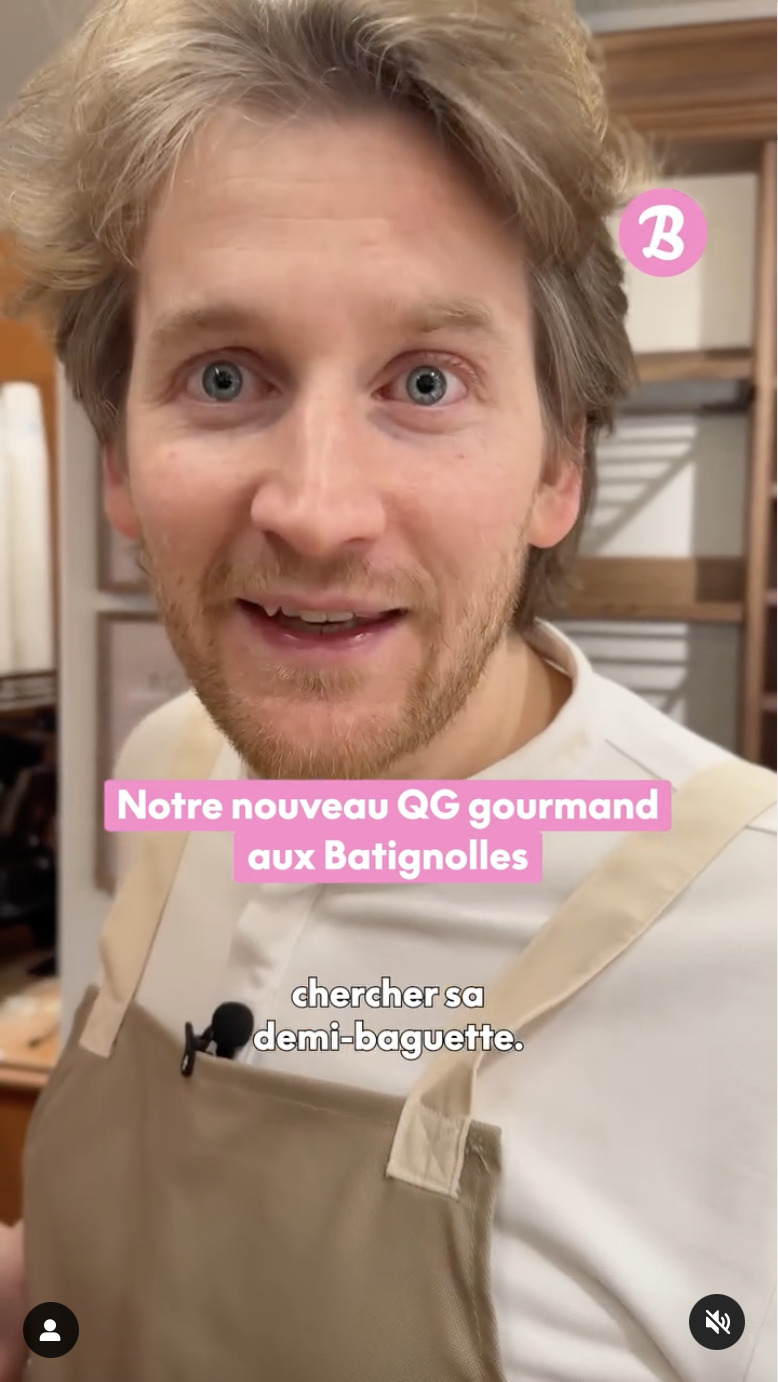 B
Notre nouveau QG gourmand
aux Batignolles
chercher sa
demi-baguette.